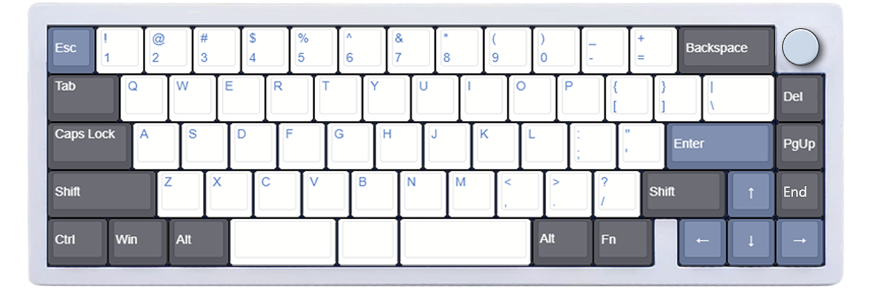 Esc ! 1 @ 2 # 3 $ 4 % 5 ^ 6 & 7 * 8 ( 9 ) 0 _ - + = Backspace
Tab Q W E R T Y U I O P { [ } ] | \ Del
Caps Lock A S D F G H J K L : ; " ' Enter PgUp
Shift Z X C V B N M < , > . ? / Shift ↑ End
Ctrl Win Alt Alt Fn ← ↓ →